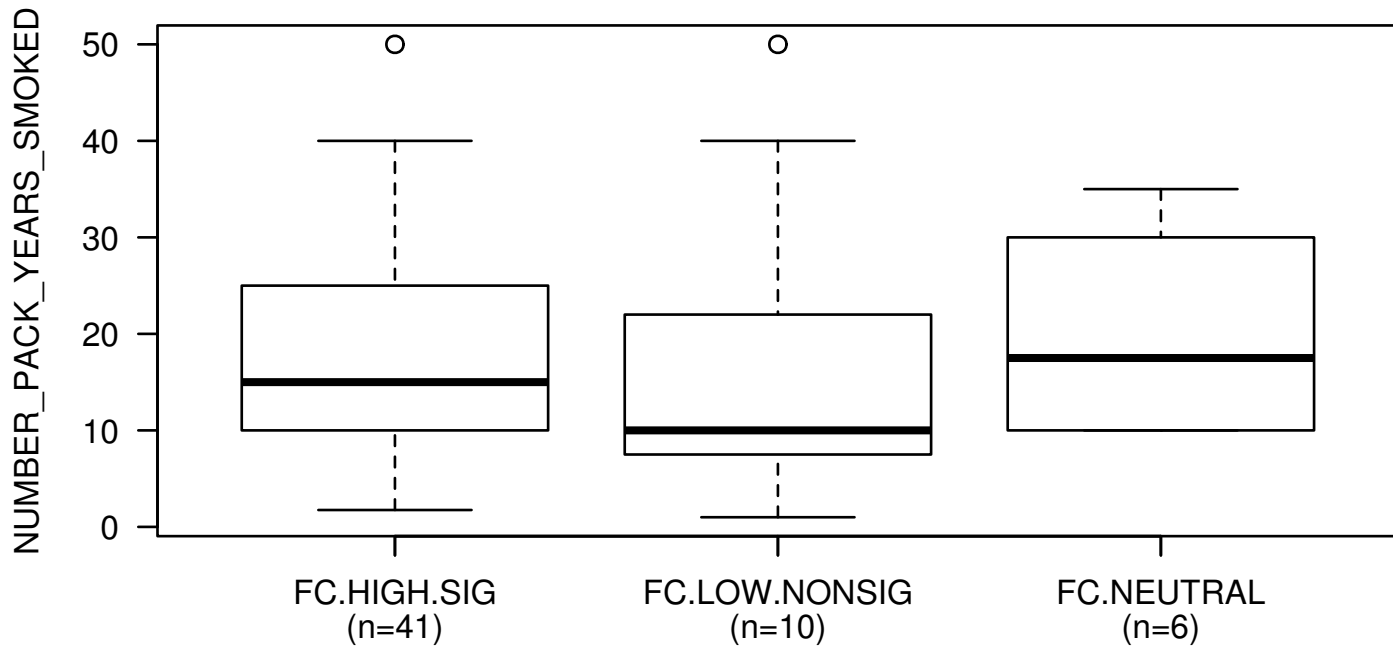 NUMBER_PACK_YEARS_SMOKED
50
40
30
20
10
0
FC.HIGH.SIG
(n=41)
FC.LOW.NONSIG
(n=10)
FC.NEUTRAL
(n=6)